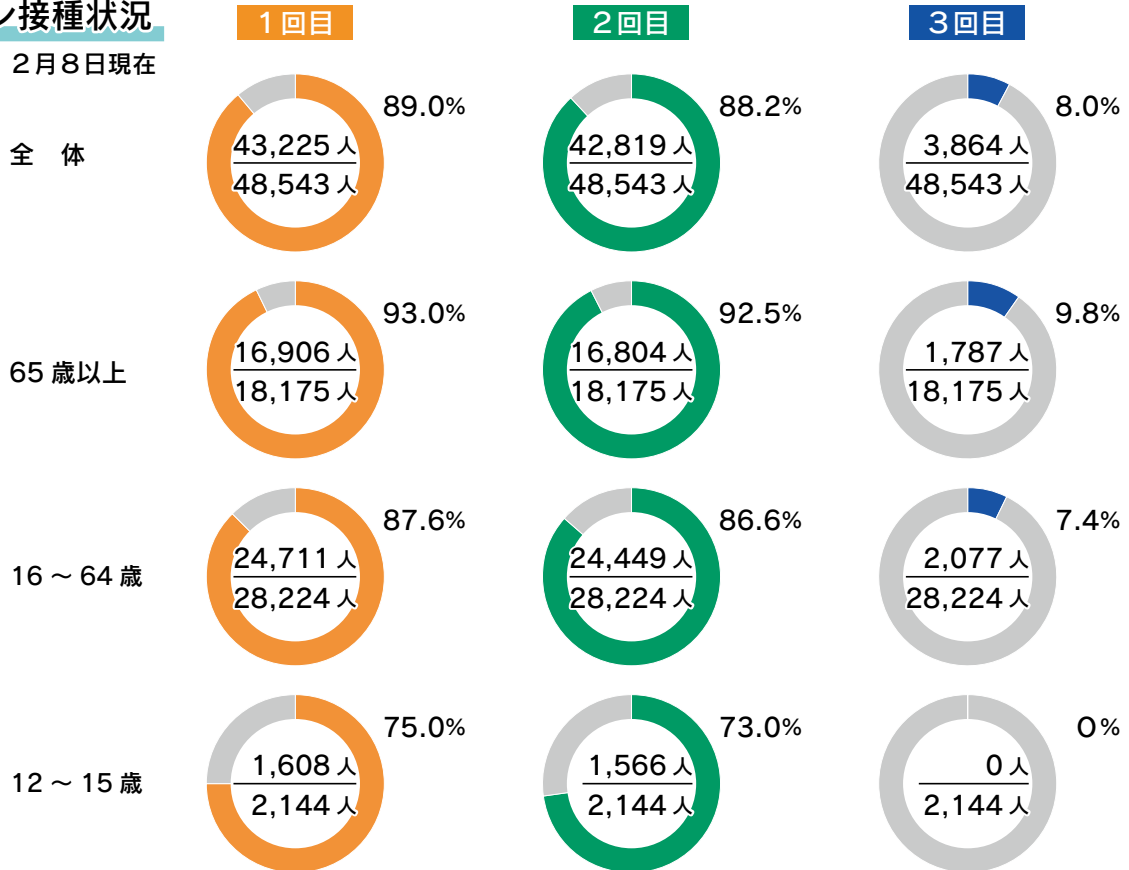 ン接種状況
2月8日現在
1回目
2回目
3回目
全 体
89.0%
43,225人
48,543人
88.2%
42,819人
48,543人
8.0%
3,864人
48,543人
65歳以上
93.0%
16,906人
18,175人
92.5%
16,804人
18,175人
9.8%
1,787人
18,175人
16～64歳
87.6%
24,711人
28,224人
86.6%
24,449人
28,224人
7.4%
2,077人
28,224人
12～15歳
75.0%
1,608人
2,144人
73.0%
1,566人
2,144人
0%
0人
2,144人